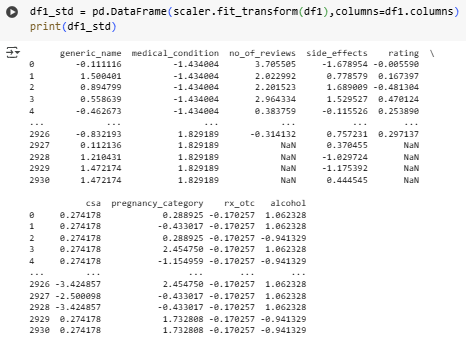 df1_std = pd.DataFrame(scaler.fit_transform(df1),columns=df1.columns)
print(df1_std)
generic_name medical_condition no_of_reviews side_effects rating \
0 -0.111116 -1.434004 3.705505 -1.678954 -0.005590
1 1.500401 -1.434004 2.022992 0.778579 0.167397
2 0.894799 -1.434004 2.201523 1.689009 -0.481304
3 0.558639 -1.434004 2.964334 1.529527 0.470124
4 -0.462673 -1.434004 0.383759 -0.115526 0.253890
... ... ... ... ... ...
2926 -0.832193 1.829189 -0.314132 0.757231 0.297137
2927 0.112136 1.829189 NaN 0.370455 NaN
2928 1.210431 1.829189 NaN -1.029724 NaN
2929 1.472174 1.829189 NaN -1.175392 NaN
2930 1.472174 1.829189 NaN 0.444545 NaN
csa pregnancy_category rx_otc alcohol
0 0.274178 0.288925 -0.170257 1.062328
1 0.274178 -0.433017 -0.170257 1.062328
2 0.274178 0.288925 -0.170257 -0.941329
3 0.274178 2.454750 -0.170257 1.062328
4 0.274178 -1.154959 -0.170257 -0.941329
... ... ... ... ...
2926 -3.424857 2.454750 -0.170257 1.062328
2927 -2.500098 -0.433017 -0.170257 1.062328
2928 -3.424857 -0.433017 -0.170257 1.062328
2929 0.274178 1.732808 -0.170257 -0.941329
2930 0.274178 1.732808 -0.170257 -0.941329